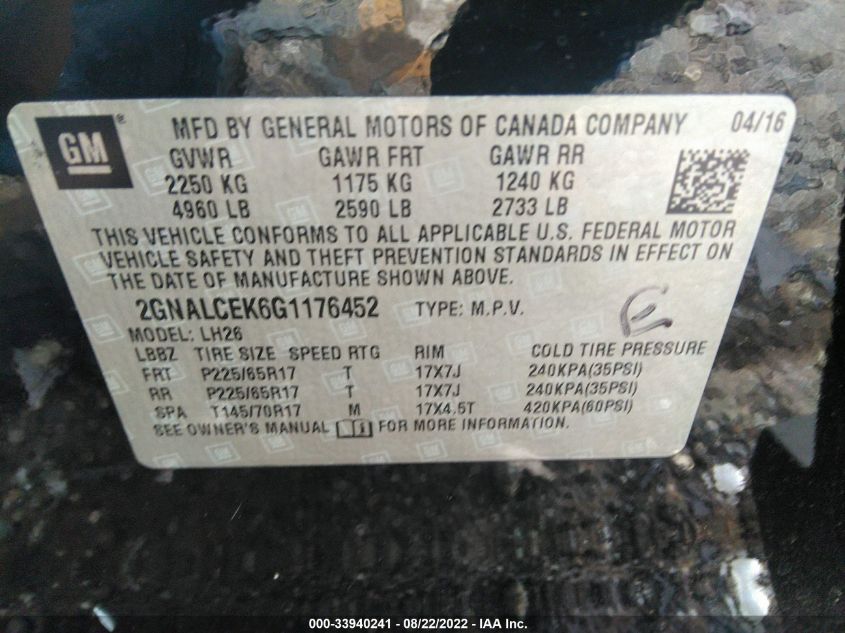 GM ® MFD BY GENERAL MOTORS OF CANADA COMPANY 04/16
GVWR GAWR FRT GAWR RR
2250 KG 1175 KG 1240 KG
4960 LB 2590 LB 2733 LB
THIS VEHICLE CONFORMS TO ALL APPLICABLE U.S. FEDERAL MOTOR
VEHICLE SAFETY AND THEFT PREVENTION STANDARDS IN EFFECT ON
THE DATE OF MANUFACTURE SHOWN ABOVE.
2GNALCEK6G1176452 TYPE: M.P.V.
MODEL: LH26
LBBZ TIRE SIZE SPEED RTG RIM COLD TIRE PRESSURE
FRT P225/65R17 T 17X7J 240KPA(35PSI)
RR P225/65R17 T 17X7J 240KPA(35PSI)
SPA T145/70R17 M 17X4.5T 420KPA(60PSI)
SEE OWNER'S MANUAL FOR MORE INFORMATION.
000-33940241 - 08/22/2022 - IAA Inc.